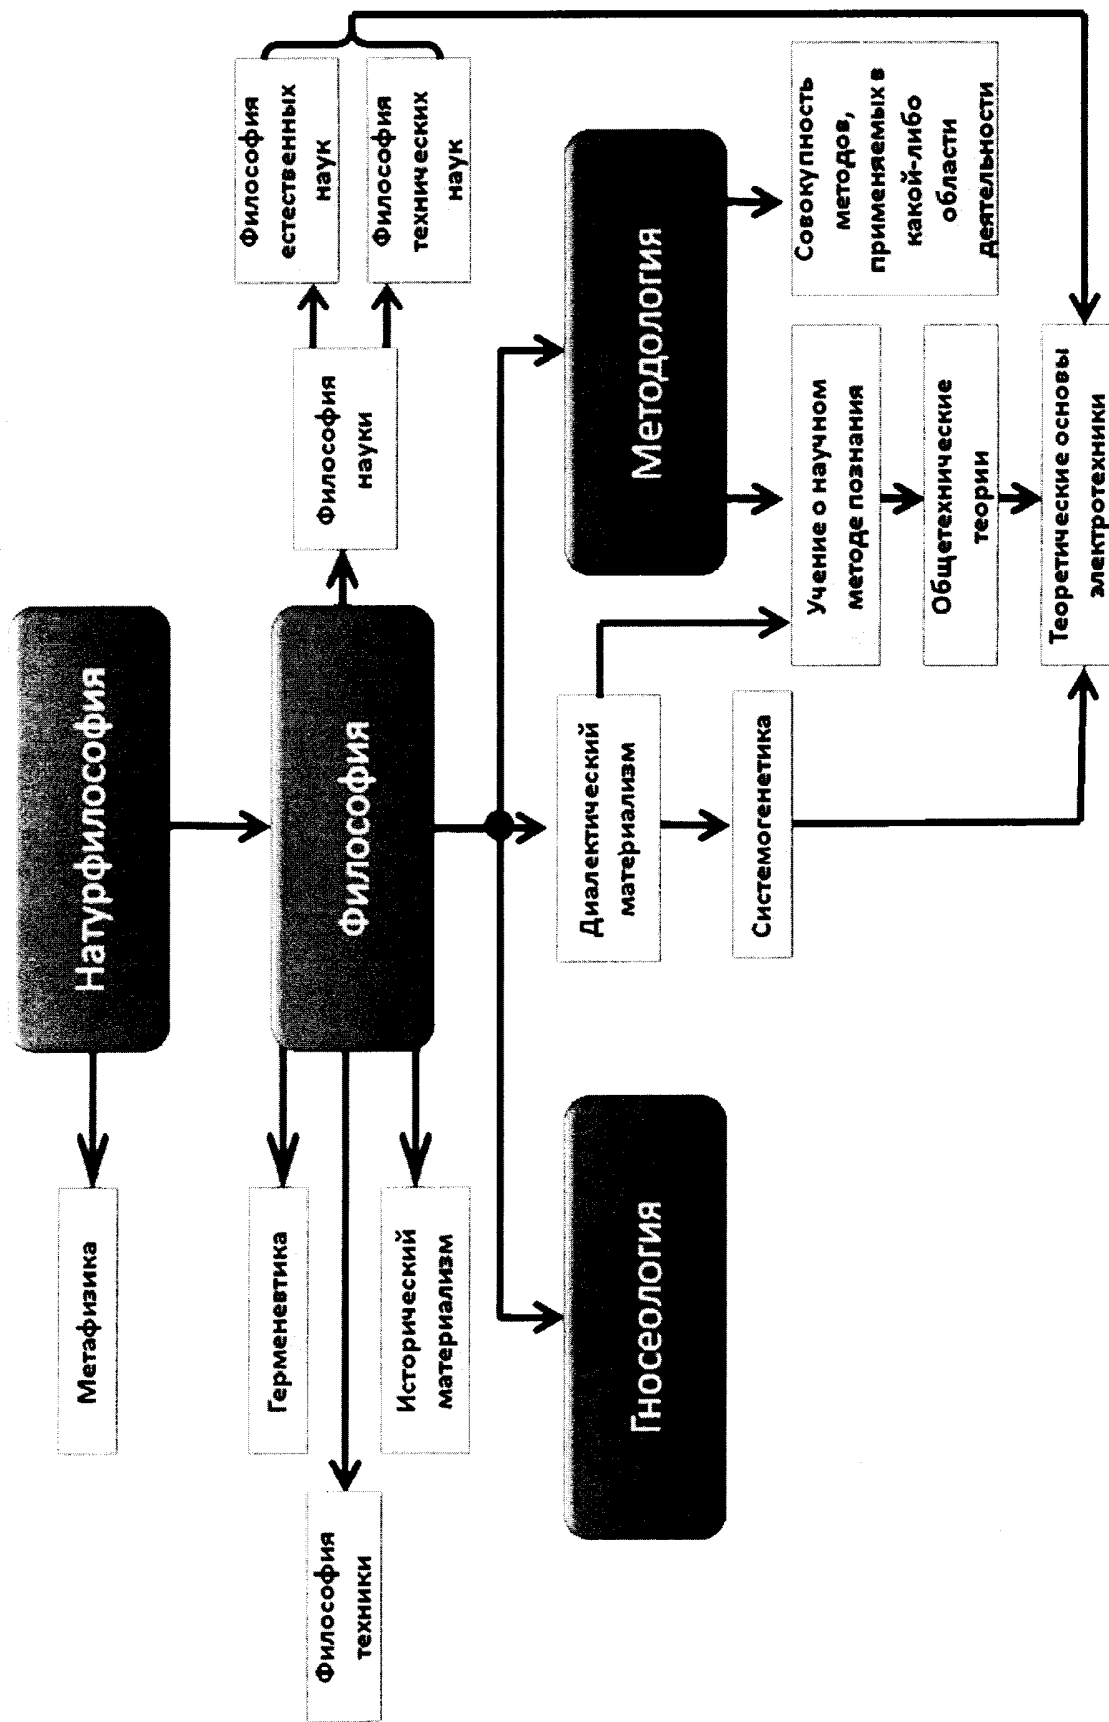 Натурфилософия
Метафизика
Философия
Герменевтика
Философия
техники
Исторический
материализм
Философия
науки
Философия
естественных
наук
Философия
технических
наук
Гносеология
Диалектический
материализм
Системогенетика
Методология
Учение о научном
методе познания
Общетехнические
теории
Теоретические основы
электротехники
Совокупность
методов,
применяемых в
какой-либо
области
деятельности